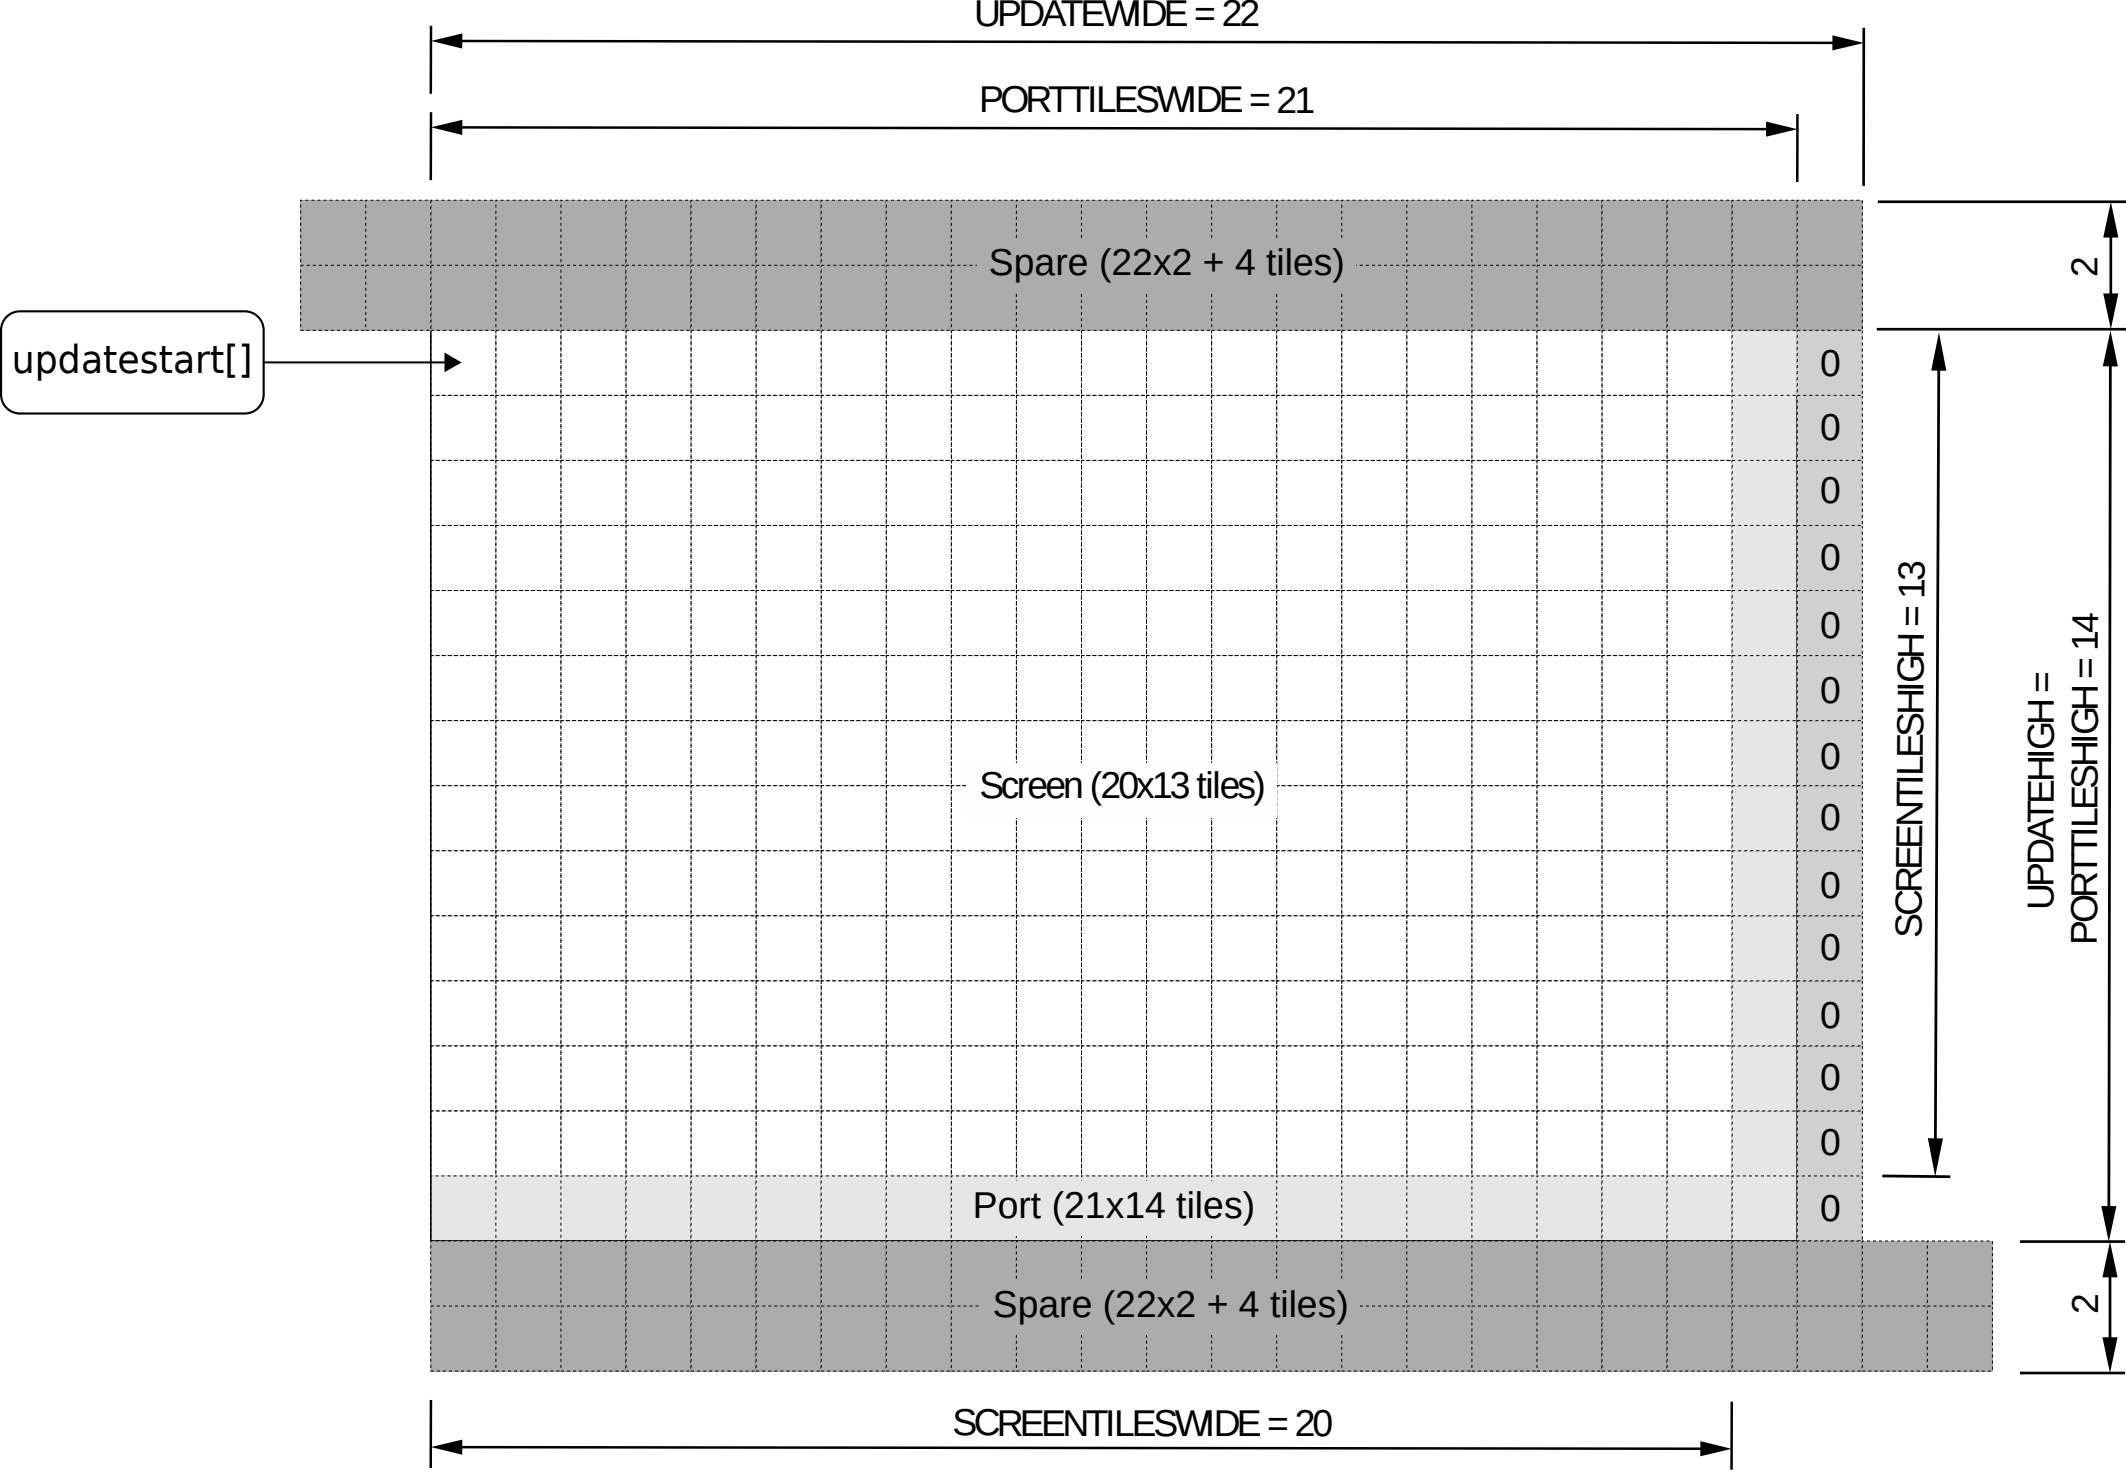 UPDATEWIDE = 22
PORTTILESWIDE = 21
Spare (22x2 + 4 tiles)
2
updatestart[]
0
0
0
0
0
0
0
0
0
0
0
0
0
0
SCREENTILESHIGH = 13
UPDATEHIGH =
PORTTILESHIGH = 14
Screen (20x13 tiles)
Port (21x14 tiles)
Spare (22x2 + 4 tiles)
2
SCREENTILESWIDE = 20